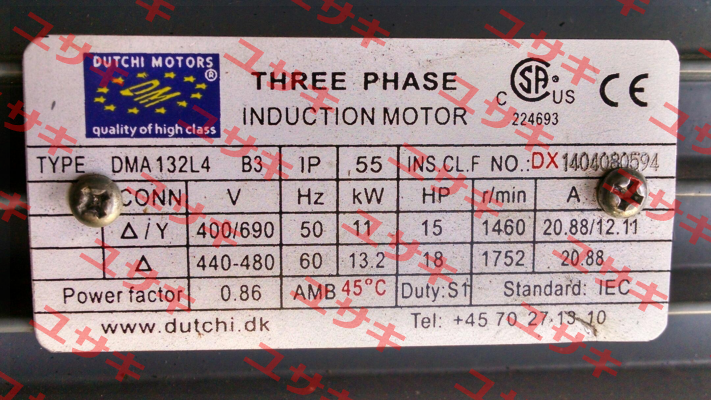 DUTCHI MOTORS
DM ®
quality of high class
THREE PHASE
INDUCTION MOTOR
C CSA ® US
224693
CE
TYPE DMA 132L4 B3 IP 55 INS.CL.F NO.: DX1404080594
CONN V Hz kW HP r/min A
Δ / Y 400/690 50 11 15 1460 20.88/12.11
Δ 440-480 60 13.2 18 1752 20.88
Power factor 0.86 AMB 45°C Duty: S1 Standard: IEC
www.dutchi.dk Tel: +45 70 27 13 10
ユサキ